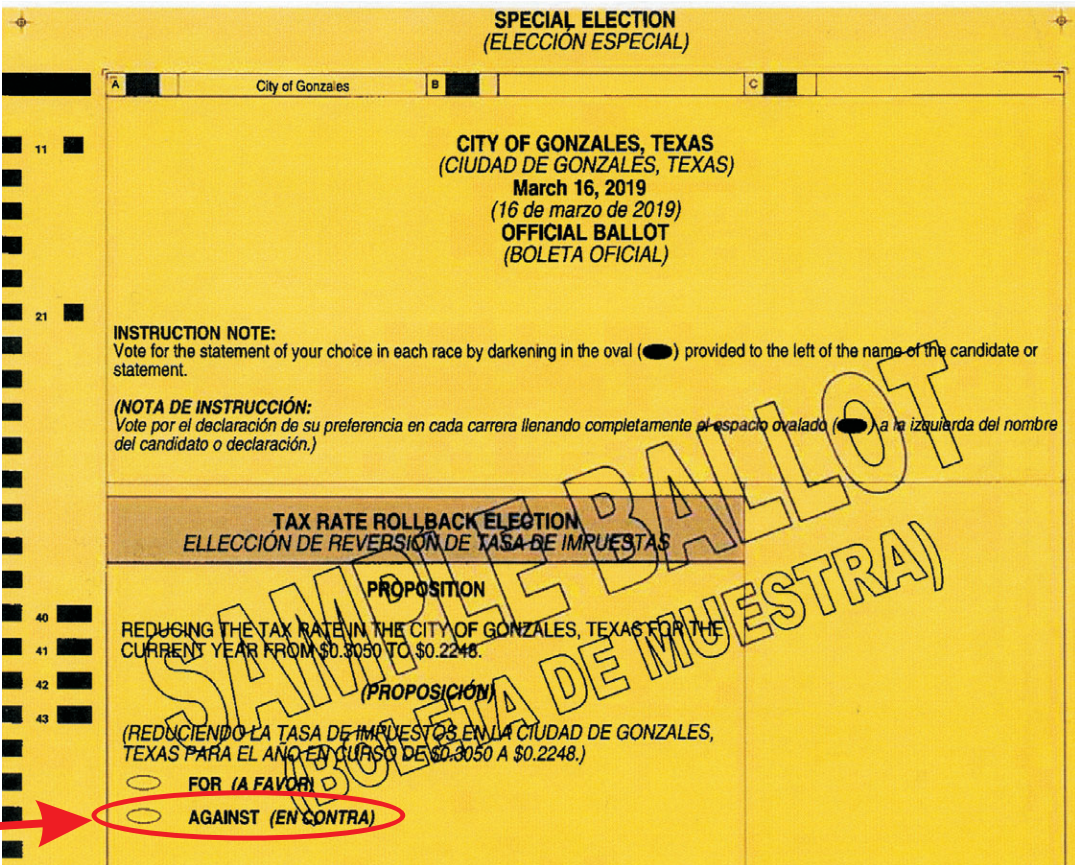 SPECIAL ELECTION
(ELECCIÓN ESPECIAL)
A City of Gonzales B C
11
CITY OF GONZALES, TEXAS
(CIUDAD DE GONZALES, TEXAS)
March 16, 2019
(16 de marzo de 2019)
OFFICIAL BALLOT
(BOLETA OFICIAL)
21
INSTRUCTION NOTE:
Vote for the statement of your choice in each race by darkening in the oval ( ) provided to the left of the name of the candidate or
statement.
(NOTA DE INSTRUCCIÓN:
Vote por el declaración de su preferencia en cada carrera llenando completamente el espacio ovalado ( ) a la izquierda del nombre
del candidato o declaración.)
TAX RATE ROLLBACK ELECTION
ELLECCIÓN DE REVERSIÓN DE TASA DE IMPUESTAS
PROPOSITION
40
REDUCING THE TAX RATE IN THE CITY OF GONZALES, TEXAS FOR THE
41
CURRENT YEAR FROM $0.3050 TO $0.2248.
42
(PROPOSICIÓN)
43
(REDUCIENDO LA TASA DE IMPUESTOS EN LA CIUDAD DE GONZALES,
TEXAS PARA EL AÑO EN CURSO DE $0.3050 A $0.2248.)
FOR (A FAVOR)
AGAINST (EN CONTRA)
SAMPLE BALLOT
(BOLETA DE MUESTRA)